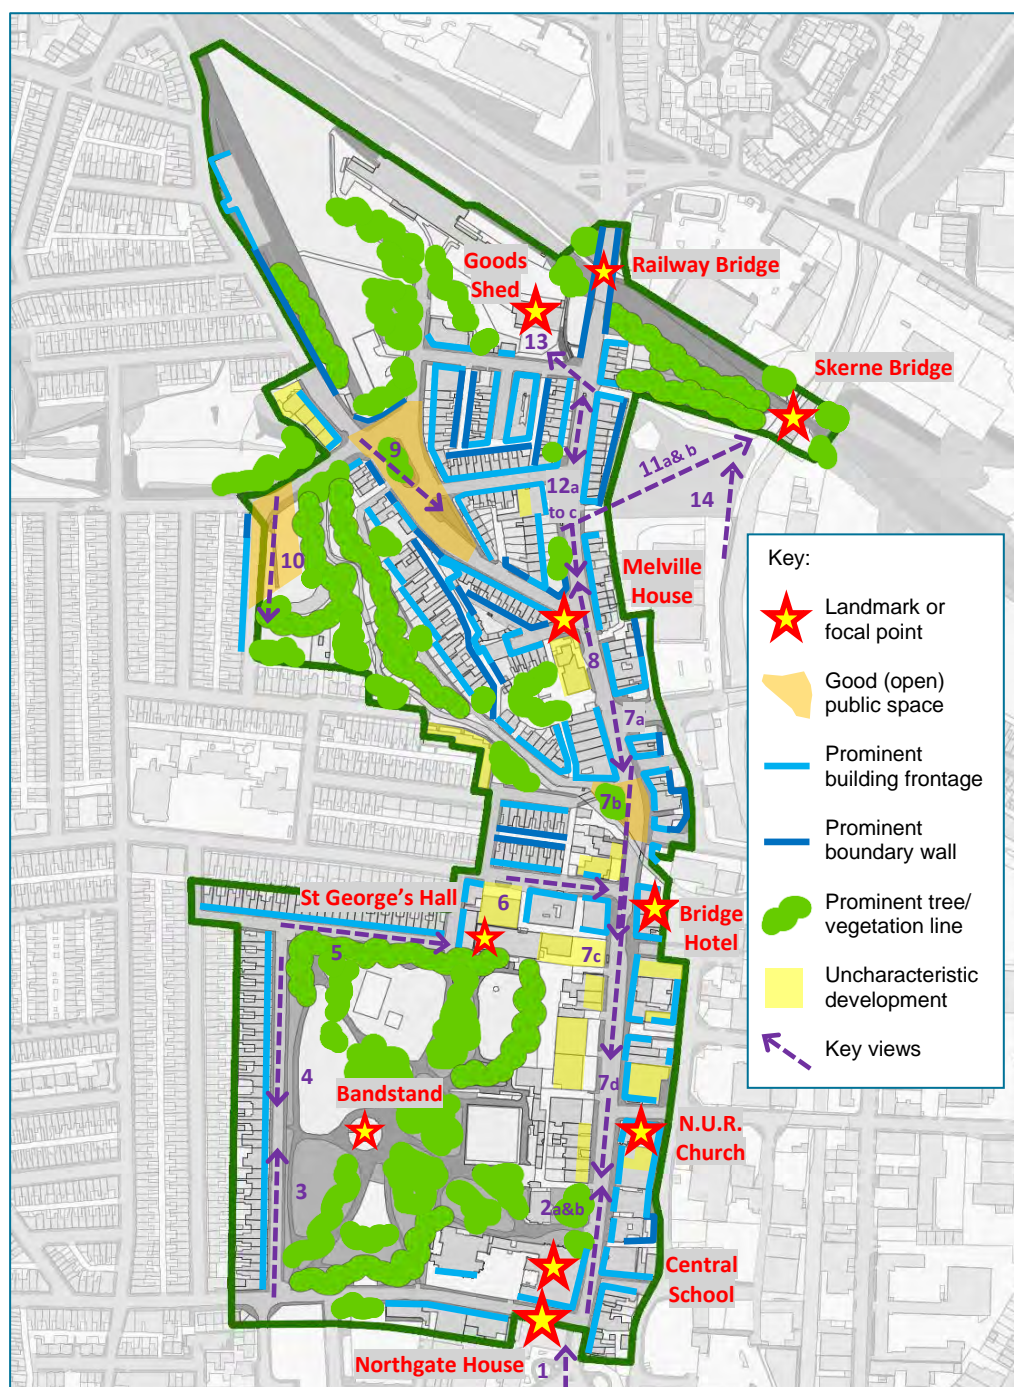 Goods
Shed
Railway Bridge
13
Skerne Bridge
9
11a& b
12a
to c
14
10
Melville
House
8
7a
7b
St George's Hall
6
Bridge
Hotel
5
7c
4
7d
Bandstand
N.U.R.
Church
3
2a&b
Central
School
Northgate House
1
Key:
Landmark or
focal point
Good (open)
public space
Prominent
building frontage
Prominent
boundary wall
Prominent tree/
vegetation line
Uncharacteristic
development
Key views